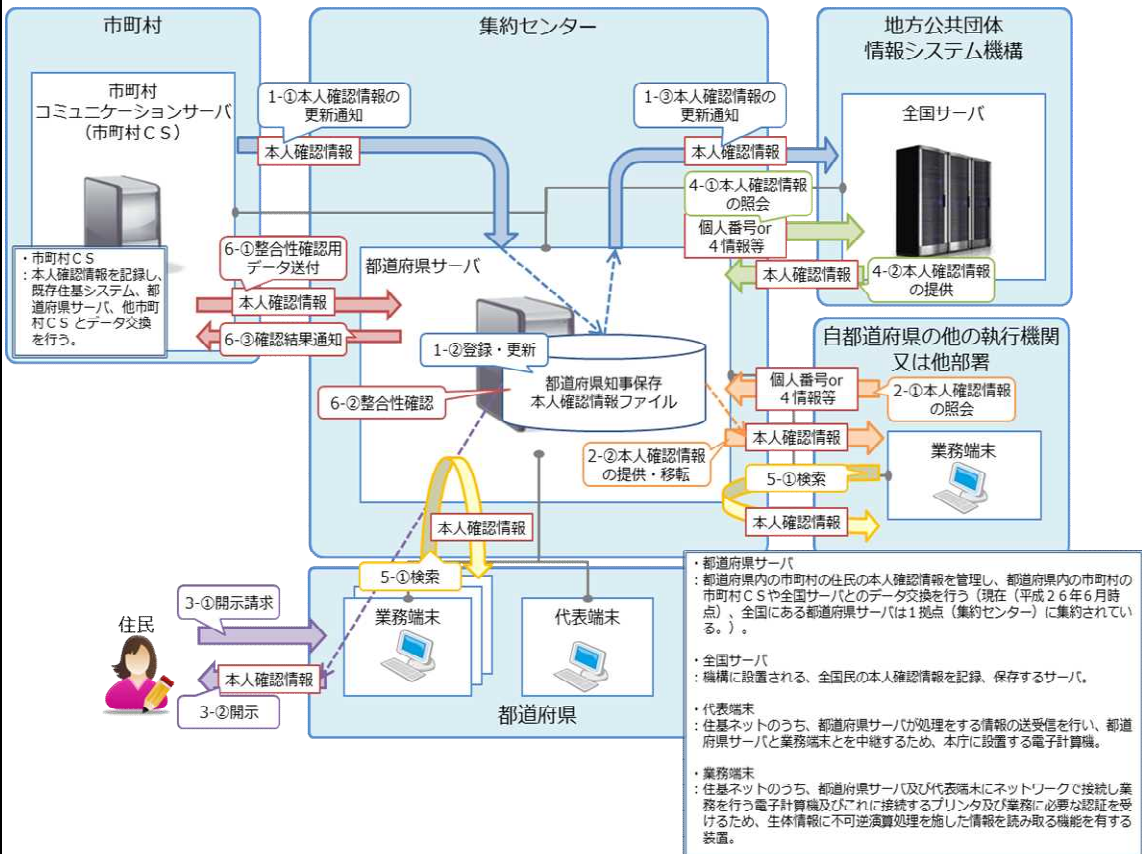 市町村
集約センター
地方公共団体
情報システム機構
市町村
コミュニケーションサーバ
（市町村ＣＳ）
1-①本人確認情報の
更新通知
本人確認情報
1-③本人確認情報の
更新通知
本人確認情報
全国サーバ
4-①本人確認情報
の照会
個人番号or
４情報等
本人確認情報
4-②本人確認情報
の提供
・市町村ＣＳ
：本人確認情報を記録し、
既存住基システム、都
道府県サーバ、他市町
村ＣＳとデータ交換
を行う。
6-①整合性確認用
データ送付
本人確認情報
6-③確認結果通知
都道府県サーバ
1-②登録・更新
6-②整合性確認
都道府県知事保存
本人確認情報ファイル
自都道府県の他の執行機関
又は他部署
個人番号or
４情報等
2-①本人確認情報
の照会
本人確認情報
2-②本人確認情報
の提供・移転
業務端末
5-①検索
本人確認情報
本人確認情報
5-①検索
業務端末
代表端末
都道府県
3-①開示請求
住民
本人確認情報
3-②開示
・都道府県サーバ
：都道府県内の市町村の住民の本人確認情報を管理し、都道府県内の市町村の
市町村ＣＳや全国サーバとのデータ交換を行う（現在（平成２６年６月時
点）、全国にある都道府県サーバは１拠点（集約センター）に集約されてい
る。）。
・全国サーバ
：機構に設置される、全国民の本人確認情報を記録、保存するサーバ。
・代表端末
：住基ネットのうち、都道府県サーバが処理をする情報の送受信を行い、都道
府県サーバと業務端末とを中継するため、本庁に設置する電子計算機。
・業務端末
：住基ネットのうち、都道府県サーバ及び代表端末にネットワークで接続し業
務を行う電子計算機及びこれに接続するプリンタ及び業務に必要な認証を受
けるため、生体情報に不可逆演算処理を施した情報を読み取る機能を有する
装置。